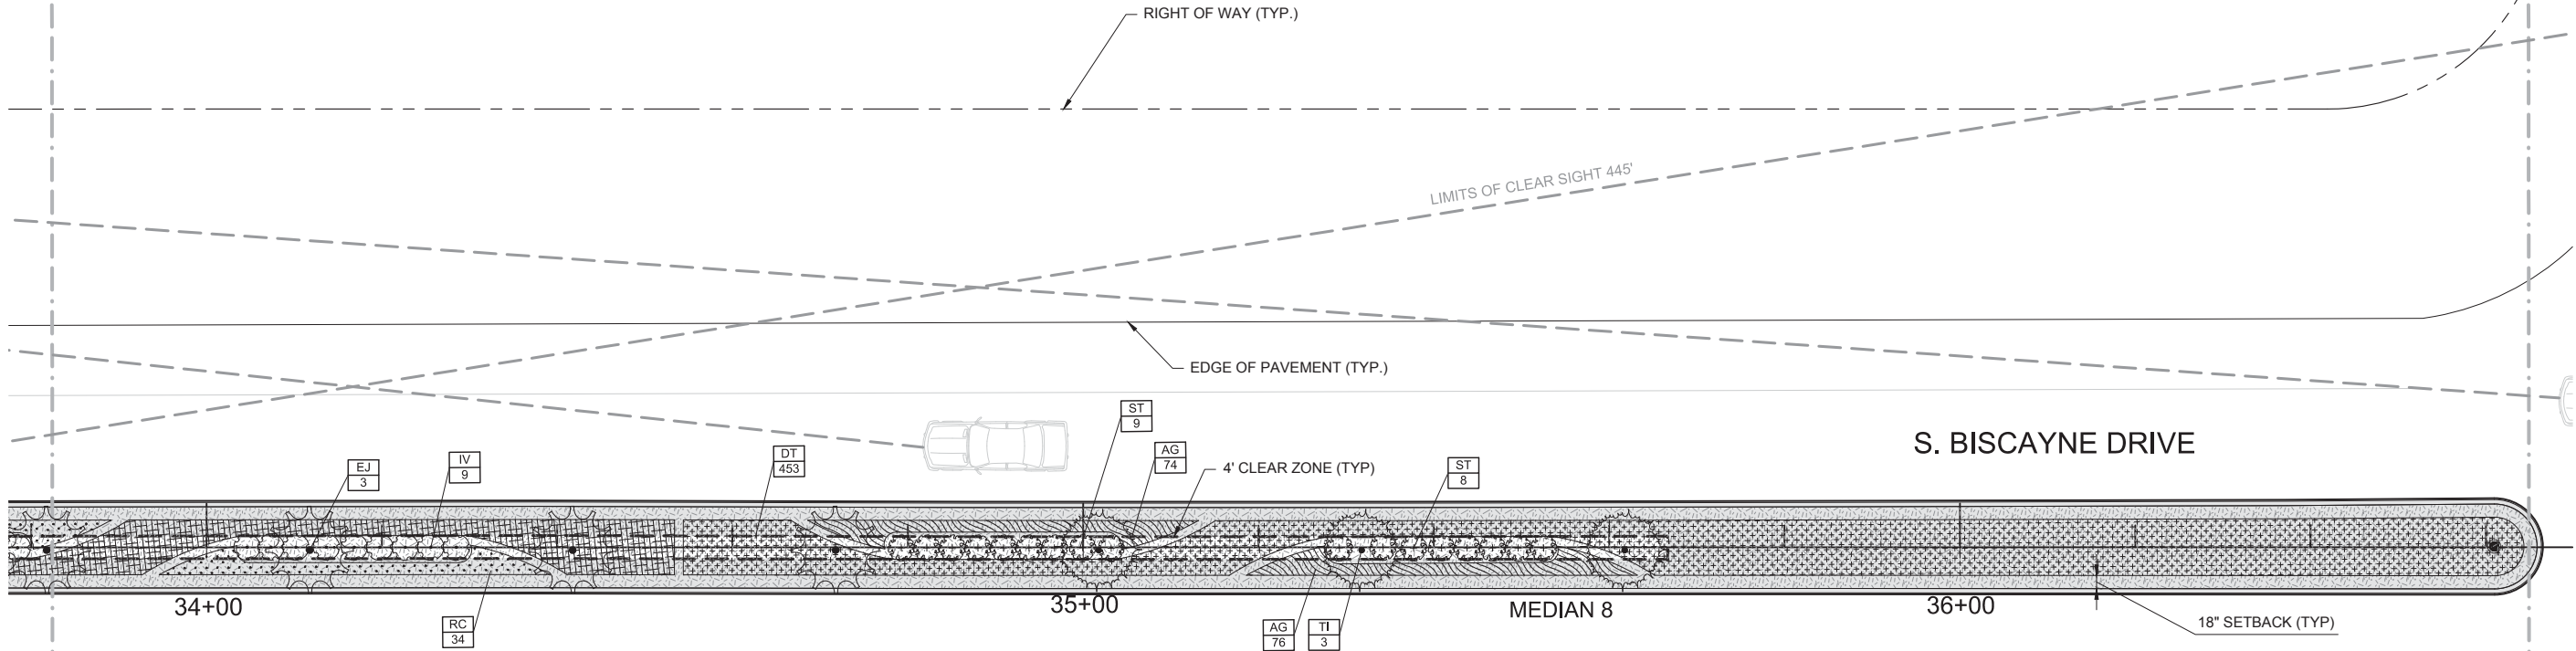 RIGHT OF WAY (TYP.)
LIMITS OF CLEAR SIGHT 445'
EDGE OF PAVEMENT (TYP.)
ST
9
S. BISCAYNE DRIVE
AG
74
4' CLEAR ZONE (TYP)
DT
453
IV
9
EJ
3
ST
8
34+00
35+00
MEDIAN 8
36+00
RC
34
AG
76
TI
3
18" SETBACK (TYP)